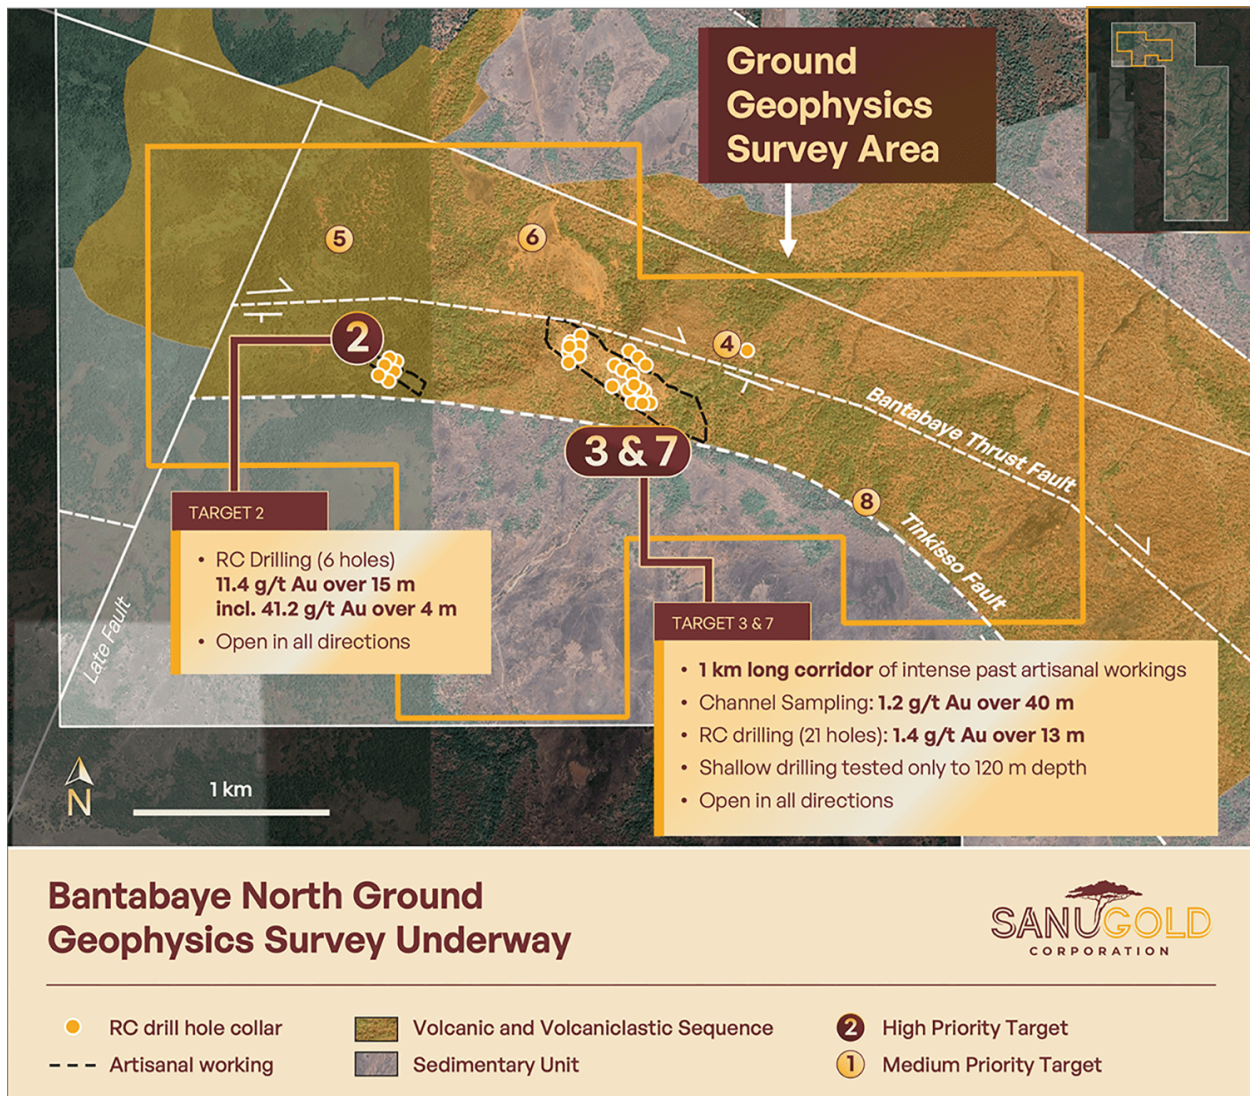 Ground
Geophysics
Survey Area
5
6
2
4
3 & 7
8
Bantabaye Thrust Fault
Tinkisso Fault
Late Fault
TARGET 2
• RC Drilling (6 holes)
11.4 g/t Au over 15 m
incl. 41.2 g/t Au over 4 m
• Open in all directions
TARGET 3 & 7
• 1 km long corridor of intense past artisanal workings
• Channel Sampling: 1.2 g/t Au over 40 m
• RC drilling (21 holes): 1.4 g/t Au over 13 m
• Shallow drilling tested only to 120 m depth
• Open in all directions
N
1 km
Bantabaye North Ground
Geophysics Survey Underway
SANUGOLD
CORPORATION
RC drill hole collar
Artisanal working
Volcanic and Volcaniclastic Sequence
Sedimentary Unit
2 High Priority Target
1 Medium Priority Target